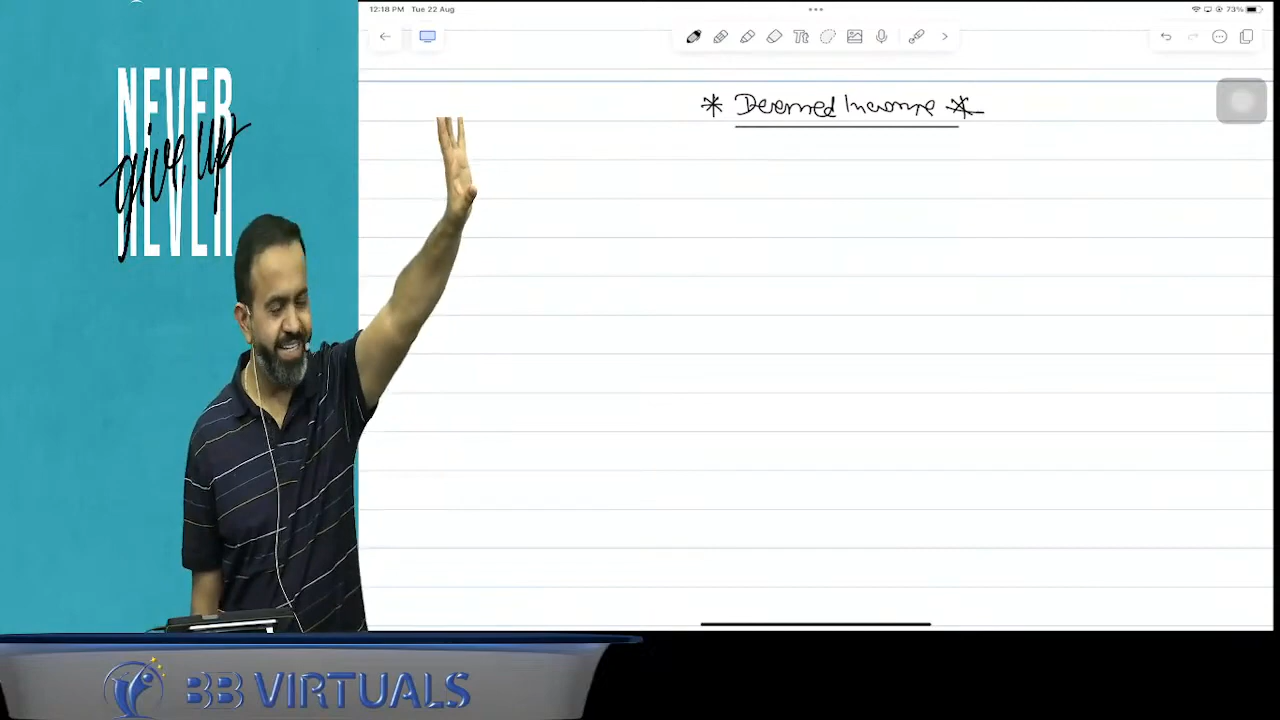 12:18 PM Tue 22 Aug
73%
NEVER
give up
NEVER
* Deemed Income *
BB VIRTUALS